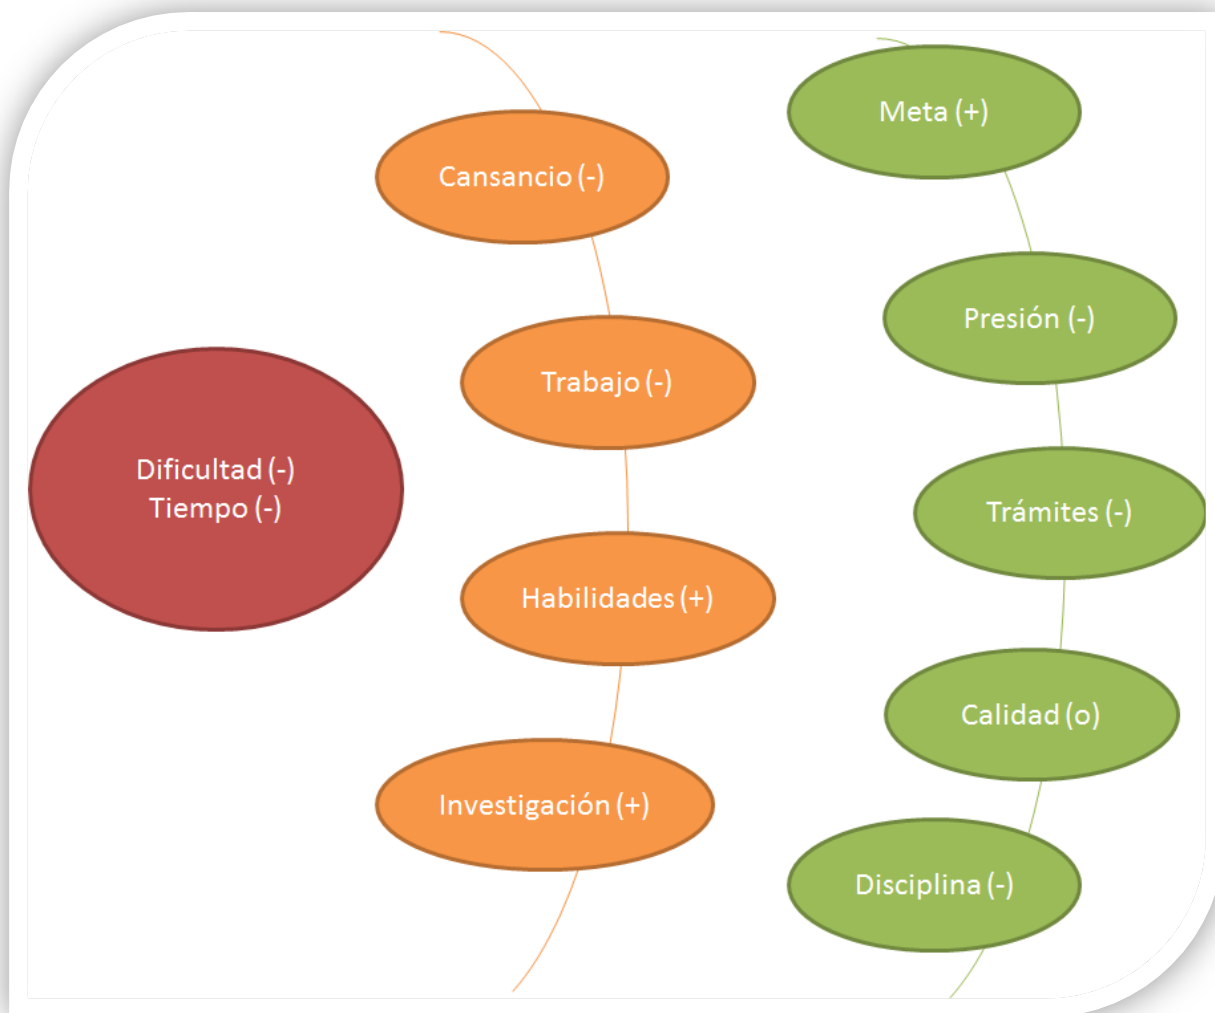 Dificultad (-)
Tiempo (-)
Cansancio (-)
Trabajo (-)
Habilidades (+)
Investigación (+)
Meta (+)
Presión (-)
Trámites (-)
Calidad (o)
Disciplina (-)